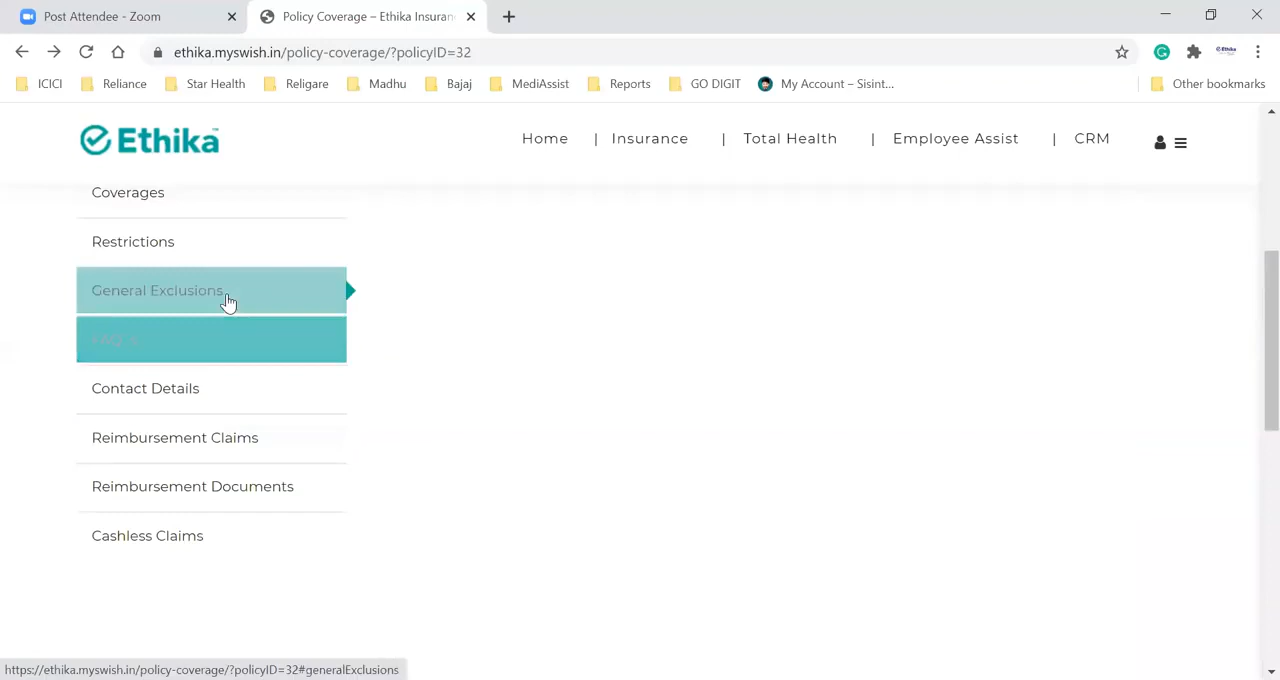 Post Attendee - Zoom
Policy Coverage – Ethika Insuran
ethika.myswish.in/policy-coverage/?policyID=32
ICICI Reliance Star Health Religare Madhu Bajaj MediAssist Reports GO DIGIT My Account – Sisint... Other bookmarks
Ethika™
Home | Insurance | Total Health | Employee Assist | CRM
Coverages
Restrictions
General Exclusions
Contact Details
Reimbursement Claims
Reimbursement Documents
Cashless Claims
https://ethika.myswish.in/policy-coverage/?policyID=32#generalExclusions